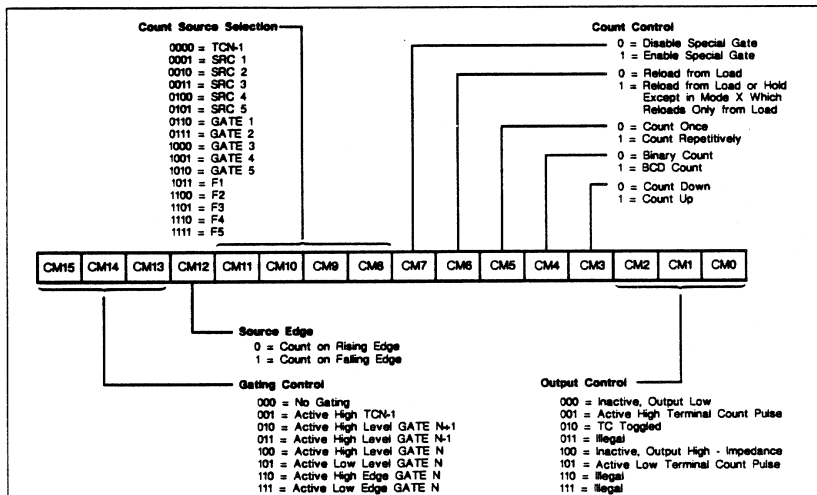 Count Source Selection
0000 = TCN-1
0001 = SRC 1
0010 = SRC 2
0011 = SRC 3
0100 = SRC 4
0101 = SRC 5
0110 = GATE 1
0111 = GATE 2
1000 = GATE 3
1001 = GATE 4
1010 = GATE 5
1011 = F1
1100 = F2
1101 = F3
1110 = F4
1111 = F5
Count Control
0 = Disable Special Gate
1 = Enable Special Gate
0 = Reload from Load
1 = Reload from Load or Hold
Except in Mode X Which
Reloads Only from Load
0 = Count Once
1 = Count Repetitively
0 = Binary Count
1 = BCD Count
0 = Count Down
1 = Count Up
CM15 CM14 CM13 CM12 CM11 CM10 CM9 CM8 CM7 CM6 CM5 CM4 CM3 CM2 CM1 CM0
Source Edge
0 = Count on Rising Edge
1 = Count on Falling Edge
Gating Control
000 = No Gating
001 = Active High TCN-1
010 = Active High Level GATE N+1
011 = Active High Level GATE N-1
100 = Active High Level GATE N
101 = Active Low Level GATE N
110 = Active High Edge GATE N
111 = Active Low Edge GATE N
Output Control
000 = Inactive, Output Low
001 = Active High Terminal Count Pulse
010 = TC Toggled
011 = Illegal
100 = Inactive, Output High - Impedance
101 = Active Low Terminal Count Pulse
110 = Illegal
111 = Illegal